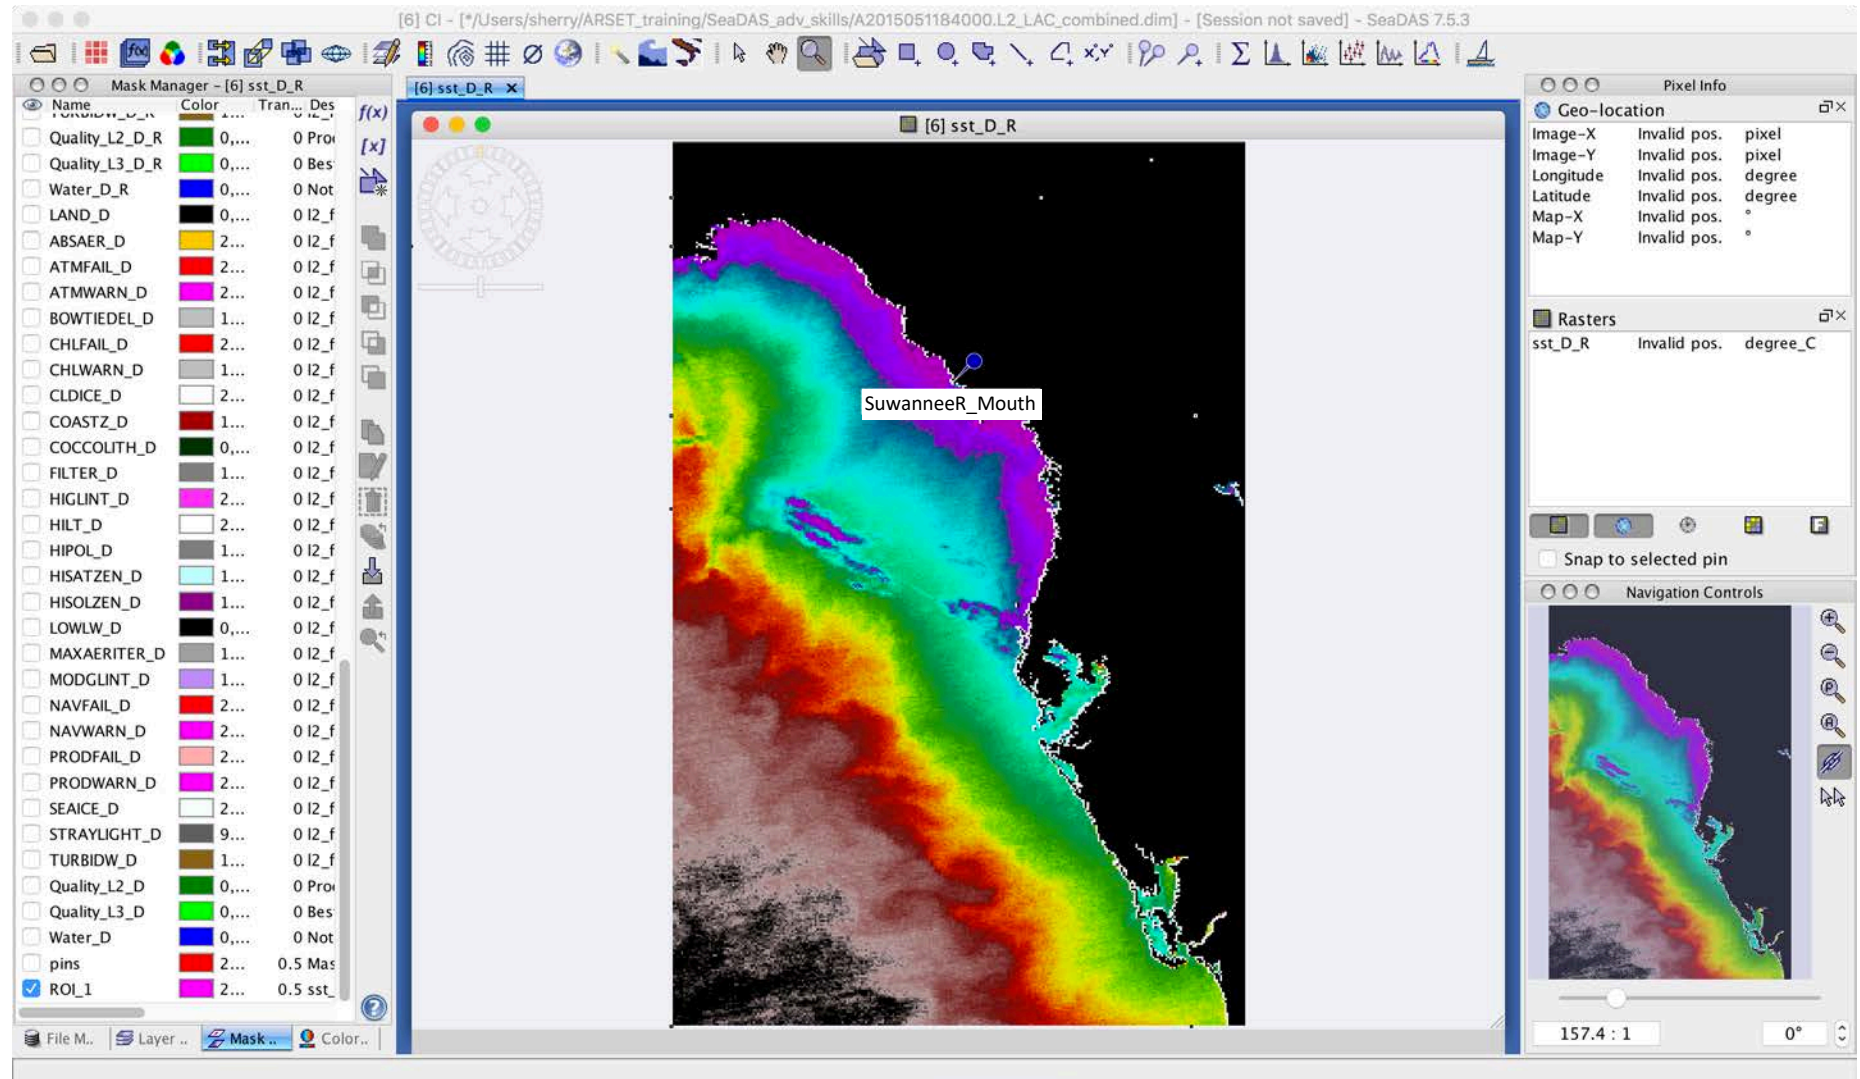 [6] CI - [*/Users/sherry/ARSET_training/SeaDAS_adv_skills/A2015051184000.L2_LAC_combined.dim] - [Session not saved] - SeaDAS 7.5.3
Mask Manager - [6] sst_D_R
Name Color Tran... Des
Quality_L2_D_R 0,... 0 Pro
Quality_L3_D_R 0,... 0 Bes
Water_D_R 0,... 0 Not
LAND_D 0,... 0 l2_f
ABSAER_D 2... 0 l2_f
ATMFAIL_D 2... 0 l2_f
ATMWARN_D 2... 0 l2_f
BOWTIEDEL_D 1... 0 l2_f
CHLFAIL_D 2... 0 l2_f
CHLWARN_D 1... 0 l2_f
CLDICE_D 2... 0 l2_f
COASTZ_D 1... 0 l2_f
COCCOLITH_D 0,... 0 l2_f
FILTER_D 1... 0 l2_f
HIGLINT_D 2... 0 l2_f
HILT_D 2... 0 l2_f
HIPOL_D 1... 0 l2_f
HISATZEN_D 1... 0 l2_f
HISOLZEN_D 1... 0 l2_f
LOWLW_D 0,... 0 l2_f
MAXAERITER_D 1... 0 l2_f
MODGLINT_D 1... 0 l2_f
NAVFAIL_D 2... 0 l2_f
NAVWARN_D 2... 0 l2_f
PRODFAIL_D 2... 0 l2_f
PRODWARN_D 2... 0 l2_f
SEAICE_D 2... 0 l2_f
STRAYLIGHT_D 9... 0 l2_f
TURBIDW_D 1... 0 l2_f
Quality_L2_D 0,... 0 Pro
Quality_L3_D 0,... 0 Bes
Water_D 0,... 0 Not
pins 2... 0.5 Mas
ROI_1 2... 0.5 sst_
File M.. Layer .. Mask .. Color..
f(x)
[x]
[6] sst_D_R
[6] sst_D_R
SuwanneeR_Mouth
Pixel Info
Geo-location
Image-X Invalid pos. pixel
Image-Y Invalid pos. pixel
Longitude Invalid pos. degree
Latitude Invalid pos. degree
Map-X Invalid pos. °
Map-Y Invalid pos. °
Rasters
sst_D_R Invalid pos. degree_C
Snap to selected pin
Navigation Controls
157.4 : 1 0°